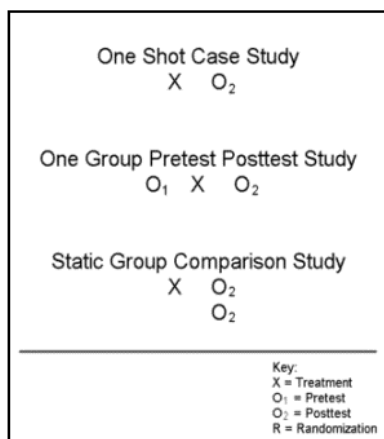 One Shot Case Study
X O₂
One Group Pretest Posttest Study
O₁ X O₂
Static Group Comparison Study
X O₂
O₂
Key:
X = Treatment
O₁ = Pretest
O₂ = Posttest
R = Randomization